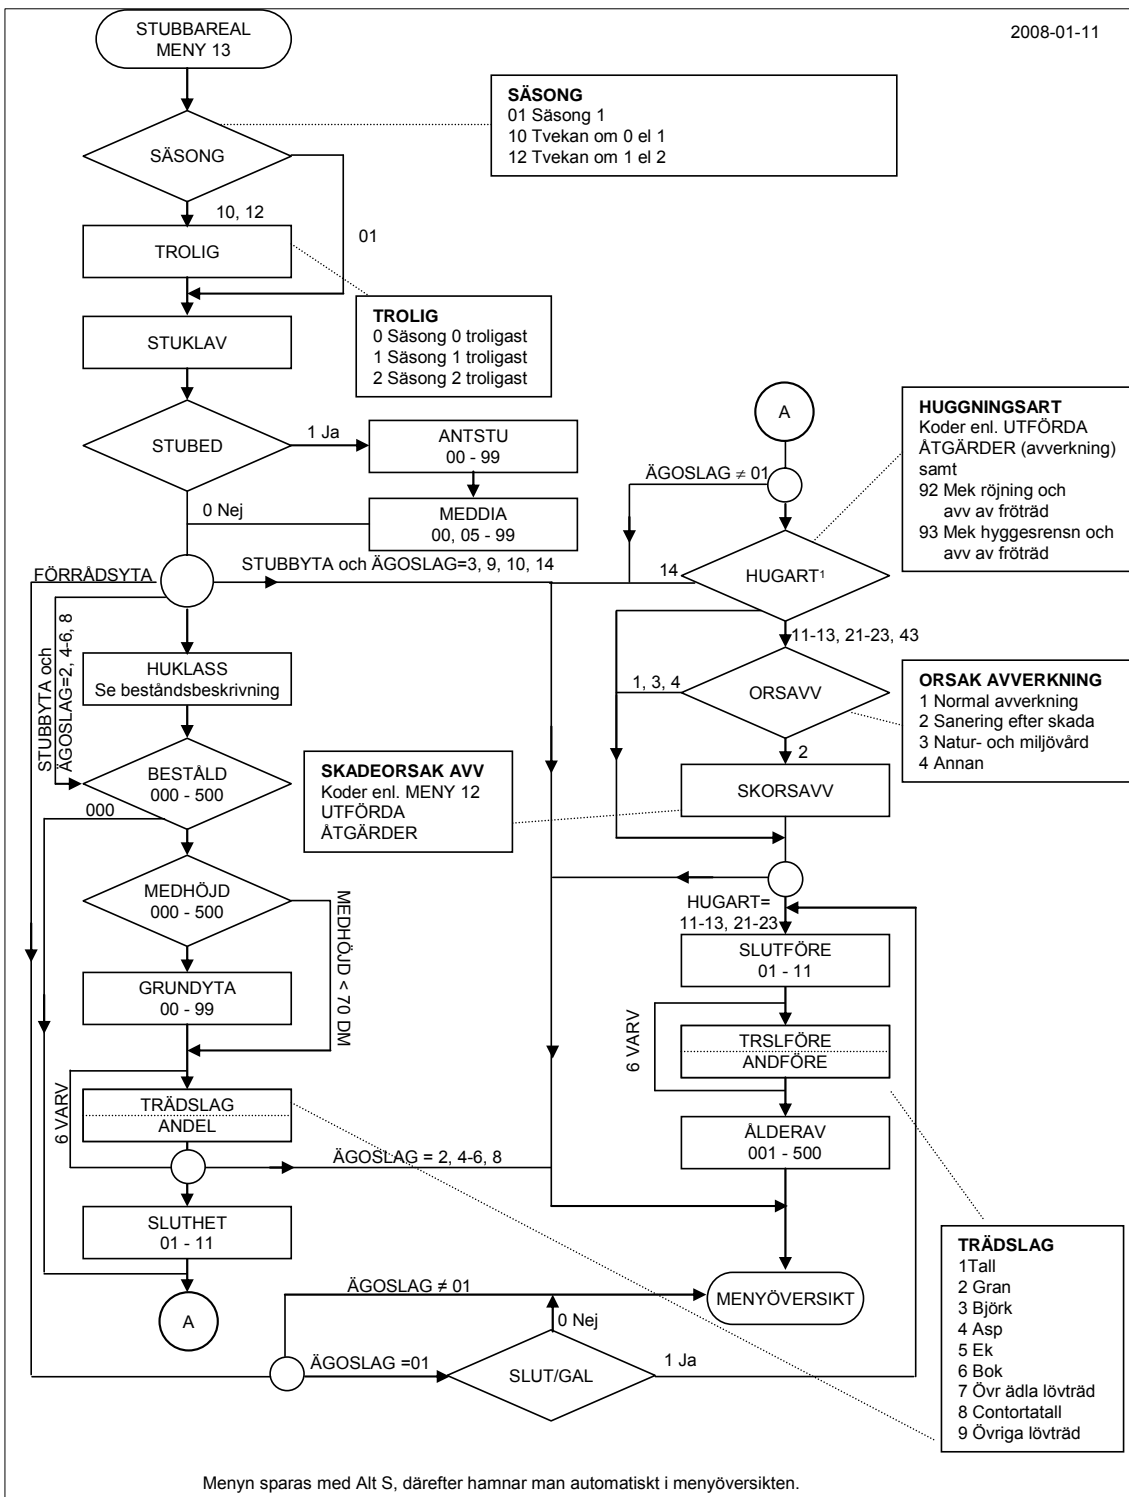 STUBBAREAL
MENY 13
2008-01-11
SÄSONG
01 Säsong 1
10 Tvekan om 0 el 1
12 Tvekan om 1 el 2
SÄSONG
10, 12
01
TROLIG
TROLIG
0 Säsong 0 troligast
1 Säsong 1 troligast
2 Säsong 2 troligast
STUKLAV
STUBED
1 Ja
ANTSTU
00 - 99
0 Nej
MEDDIA
00, 05 - 99
FÖRRÅDSYTA
STUBBYTA och ÄGOSLAG=3, 9, 10, 14
STUBBYTA och
ÄGOSLAG=2, 4-6, 8
HUKLASS
Se beståndsbeskrivning
BESTÅLD
000 - 500
000
SKADEORSAK AVV
Koder enl. MENY 12
UTFÖRDA
ÅTGÄRDER
MEDHÖJD
000 - 500
MEDHÖJD < 70 DM
GRUNDYTA
00 - 99
6 VARV
TRÄDSLAG
ANDEL
ÄGOSLAG = 2, 4-6, 8
SLUTHET
01 - 11
A
A
ÄGOSLAG ≠ 01
HUGGNINGSART
Koder enl. UTFÖRDA
ÅTGÄRDER (avverkning)
samt
92 Mek röjning och
avv av fröträd
93 Mek hyggesrensn och
avv av fröträd
14
HUGART¹
11-13, 21-23, 43
1, 3, 4
ORSAVV
ORSAK AVVERKNING
1 Normal avverkning
2 Sanering efter skada
3 Natur- och miljövård
4 Annan
2
SKORSAVV
HUGART=
11-13, 21-23
SLUTFÖRE
01 - 11
6 VARV
TRSLFÖRE
ANDFÖRE
ÅLDERAV
001 - 500
TRÄDSLAG
1Tall
2 Gran
3 Björk
4 Asp
5 Ek
6 Bok
7 Övr ädla lövträd
8 Contortatall
9 Övriga lövträd
ÄGOSLAG ≠ 01
MENYÖVERSIKT
0 Nej
ÄGOSLAG =01
SLUT/GAL
1 Ja
Menyn sparas med Alt S, därefter hamnar man automatiskt i menyöversikten.